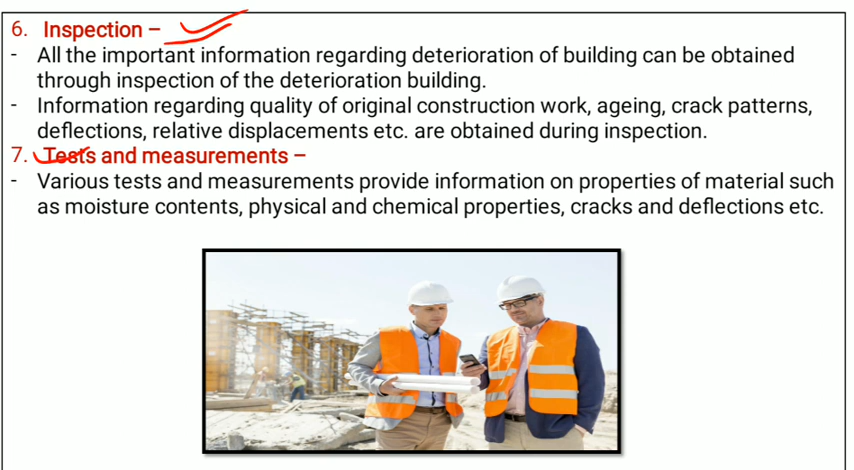 6. Inspection –
- All the important information regarding deterioration of building can be obtained
through inspection of the deterioration building.
- Information regarding quality of original construction work, ageing, crack patterns,
deflections, relative displacements etc. are obtained during inspection.
7. Tests and measurements –
- Various tests and measurements provide information on properties of material such
as moisture contents, physical and chemical properties, cracks and deflections etc.